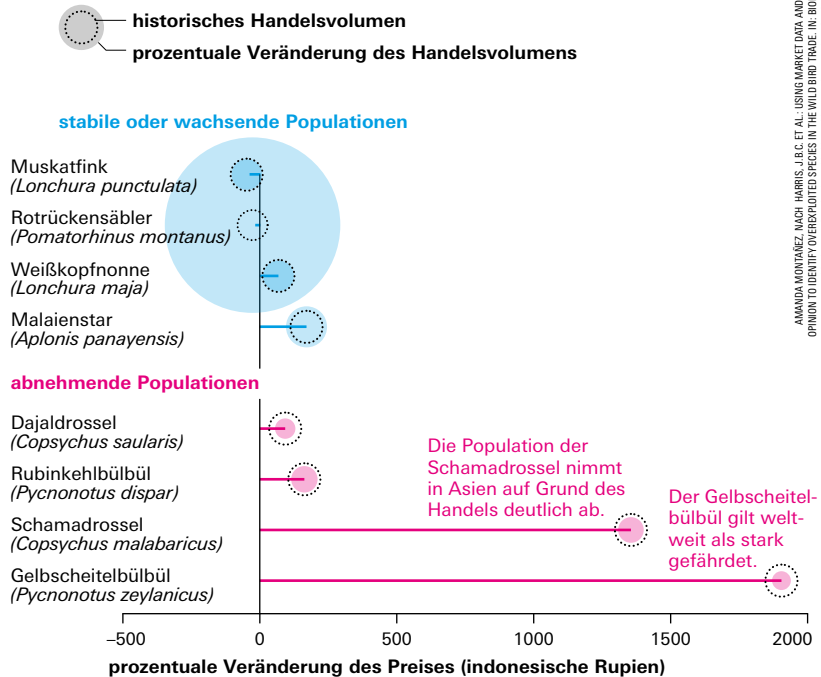 historisches Handelsvolumen
prozentuale Veränderung des Handelsvolumens
stabile oder wachsende Populationen
Muskatfink
(Lonchura punctulata)
Rotrückensäbler
(Pomatorhinus montanus)
Weißkopfnonne
(Lonchura maja)
Malaienstar
(Aplonis panayensis)
abnehmende Populationen
Dajaldrossel
(Copsychus saularis)
Rubinkehlbülbül
(Pycnonotus dispar)
Schamadrossel
(Copsychus malabaricus)
Gelbscheitelbülbül
(Pycnonotus zeylanicus)
Die Population der
Schamadrossel nimmt
in Asien auf Grund des
Handels deutlich ab.
Der Gelbscheitel-
bülbül gilt welt-
weit als stark
gefährdet.
–500 0 500 1000 1500 2000
prozentuale Veränderung des Preises (indonesische Rupien)
AMANDA MONTAÑEZ, NACH HARRIS, J.B.C. ET AL.: USING MARKET DATA AND
OPINION TO IDENTIFY OVEREXPLOITED SPECIES IN THE WILD BIRD TRADE. IN: BIO